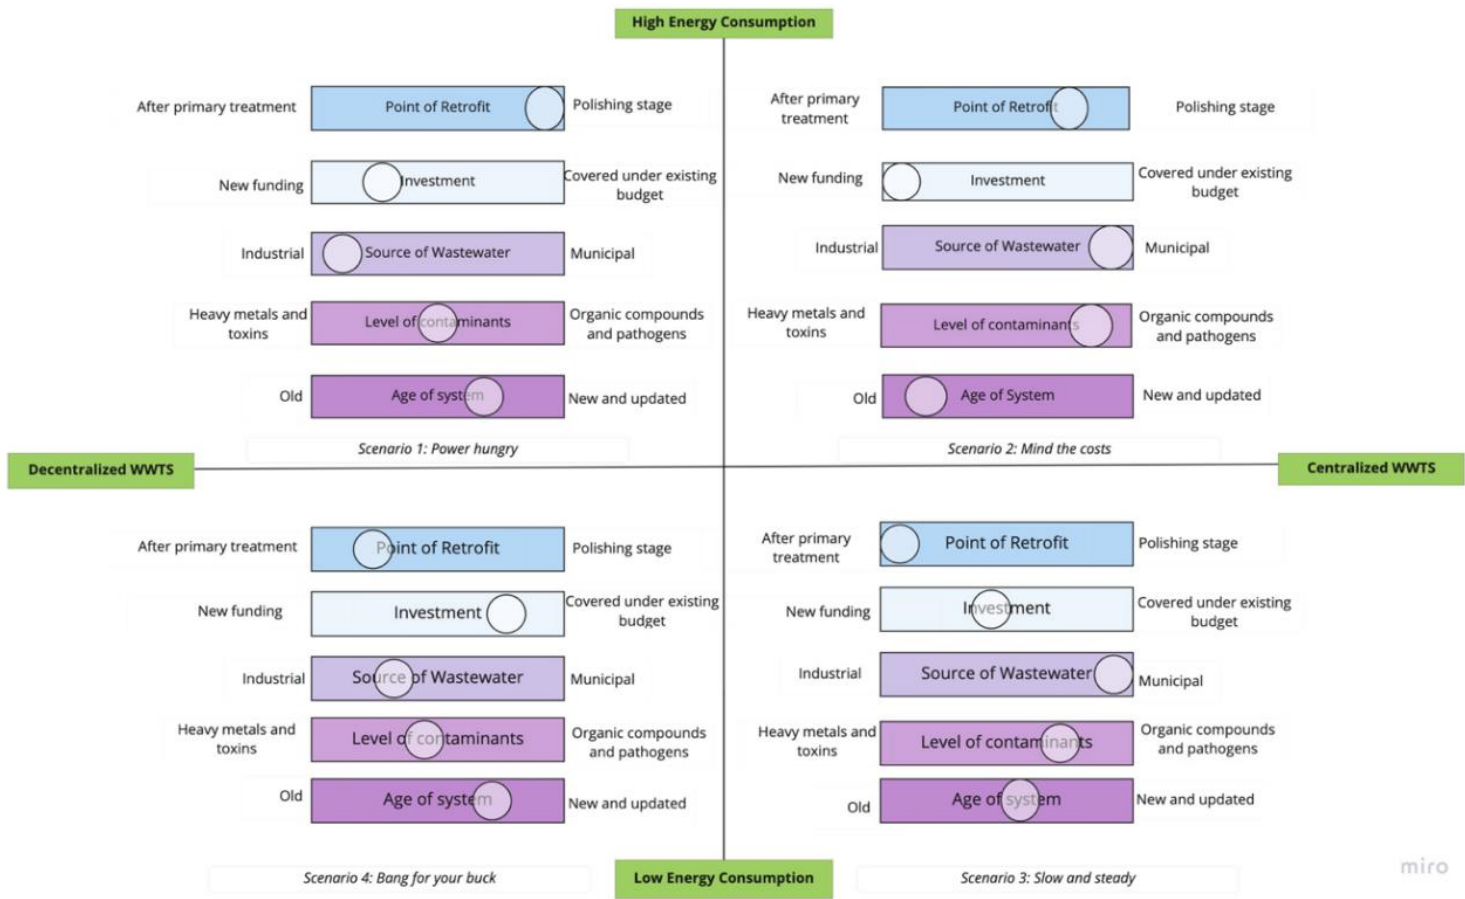 High Energy Consumption
After primary treatment
Point of Retrofit
Polishing stage
New funding
Investment
Covered under existing
budget
Industrial
Source of Wastewater
Municipal
Heavy metals and
toxins
Level of contaminants
Organic compounds
and pathogens
Old
Age of system
New and updated
Scenario 1: Power hungry
After primary
treatment
Point of Retrofit
Polishing stage
New funding
Investment
Covered under existing
budget
Industrial
Source of Wastewater
Municipal
Heavy metals and
toxins
Level of contaminants
Organic compounds
and pathogens
Old
Age of System
New and updated
Scenario 2: Mind the costs
Decentralized WWTS
Centralized WWTS
After primary treatment
Point of Retrofit
Polishing stage
New funding
Investment
Covered under existing
budget
Industrial
Source of Wastewater
Municipal
Heavy metals and
toxins
Level of contaminants
Organic compounds
and pathogens
Old
Age of system
New and updated
Scenario 4: Bang for your buck
After primary
treatment
Point of Retrofit
Polishing stage
New funding
Investment
Covered under existing
budget
Industrial
Source of Wastewater
Municipal
Heavy metals and
toxins
Level of contaminants
Organic compounds
and pathogens
Old
Age of system
New and updated
Scenario 3: Slow and steady
Low Energy Consumption
miro